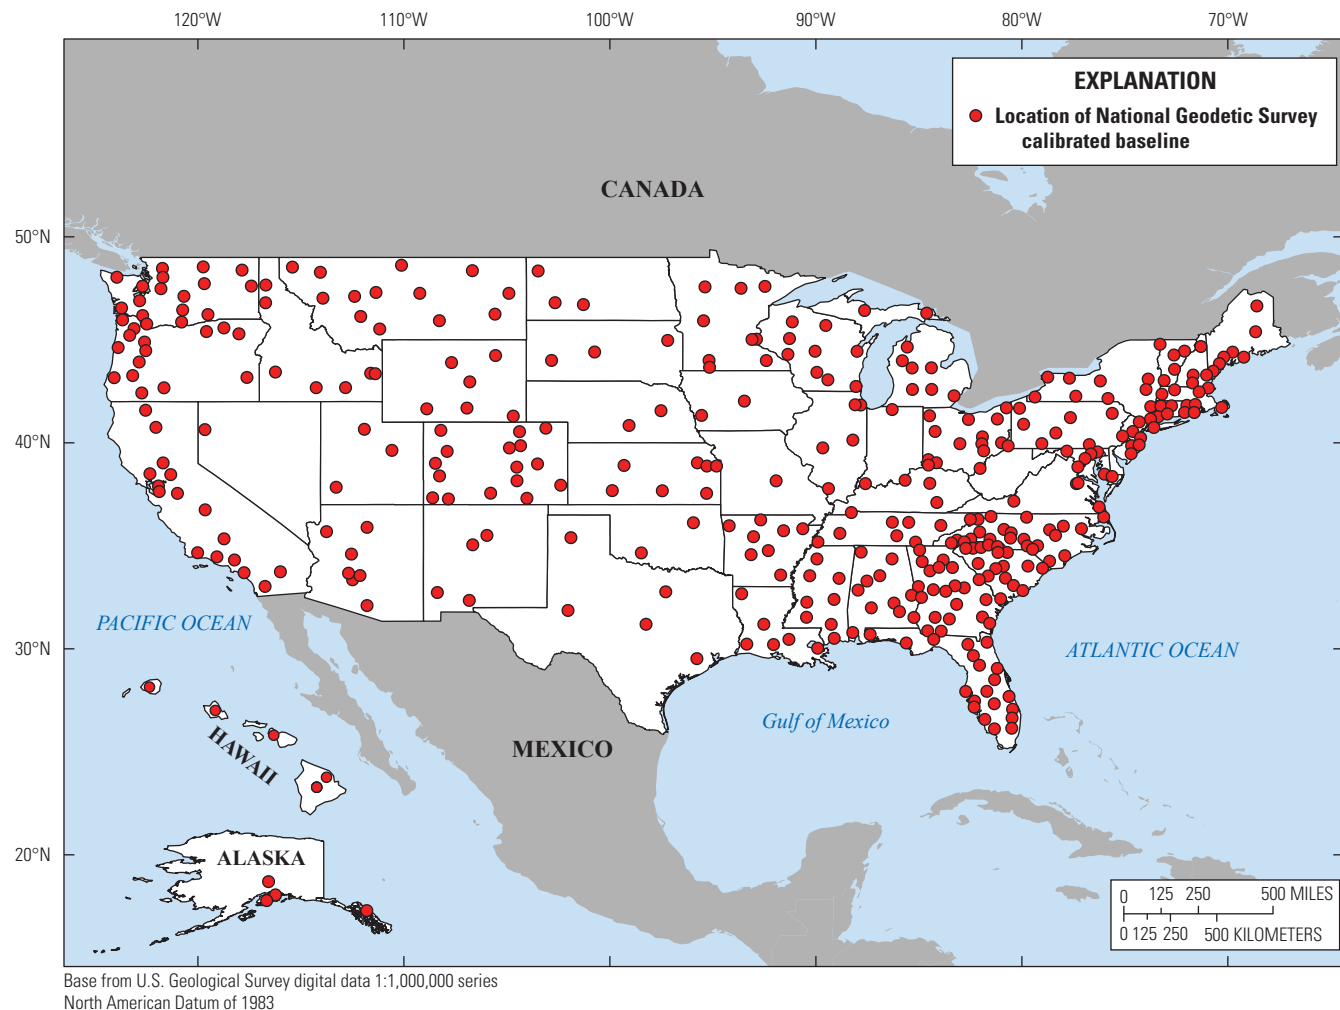 120°W 110°W 100°W 90°W 80°W 70°W
EXPLANATION
Location of National Geodetic Survey
calibrated baseline
CANADA
50°N
40°N
PACIFIC OCEAN
30°N
ATLANTIC OCEAN
Gulf of Mexico
HAWAII
MEXICO
20°N
ALASKA
0 125 250 500 MILES
0 125 250 500 KILOMETERS
Base from U.S. Geological Survey digital data 1:1,000,000 series
North American Datum of 1983